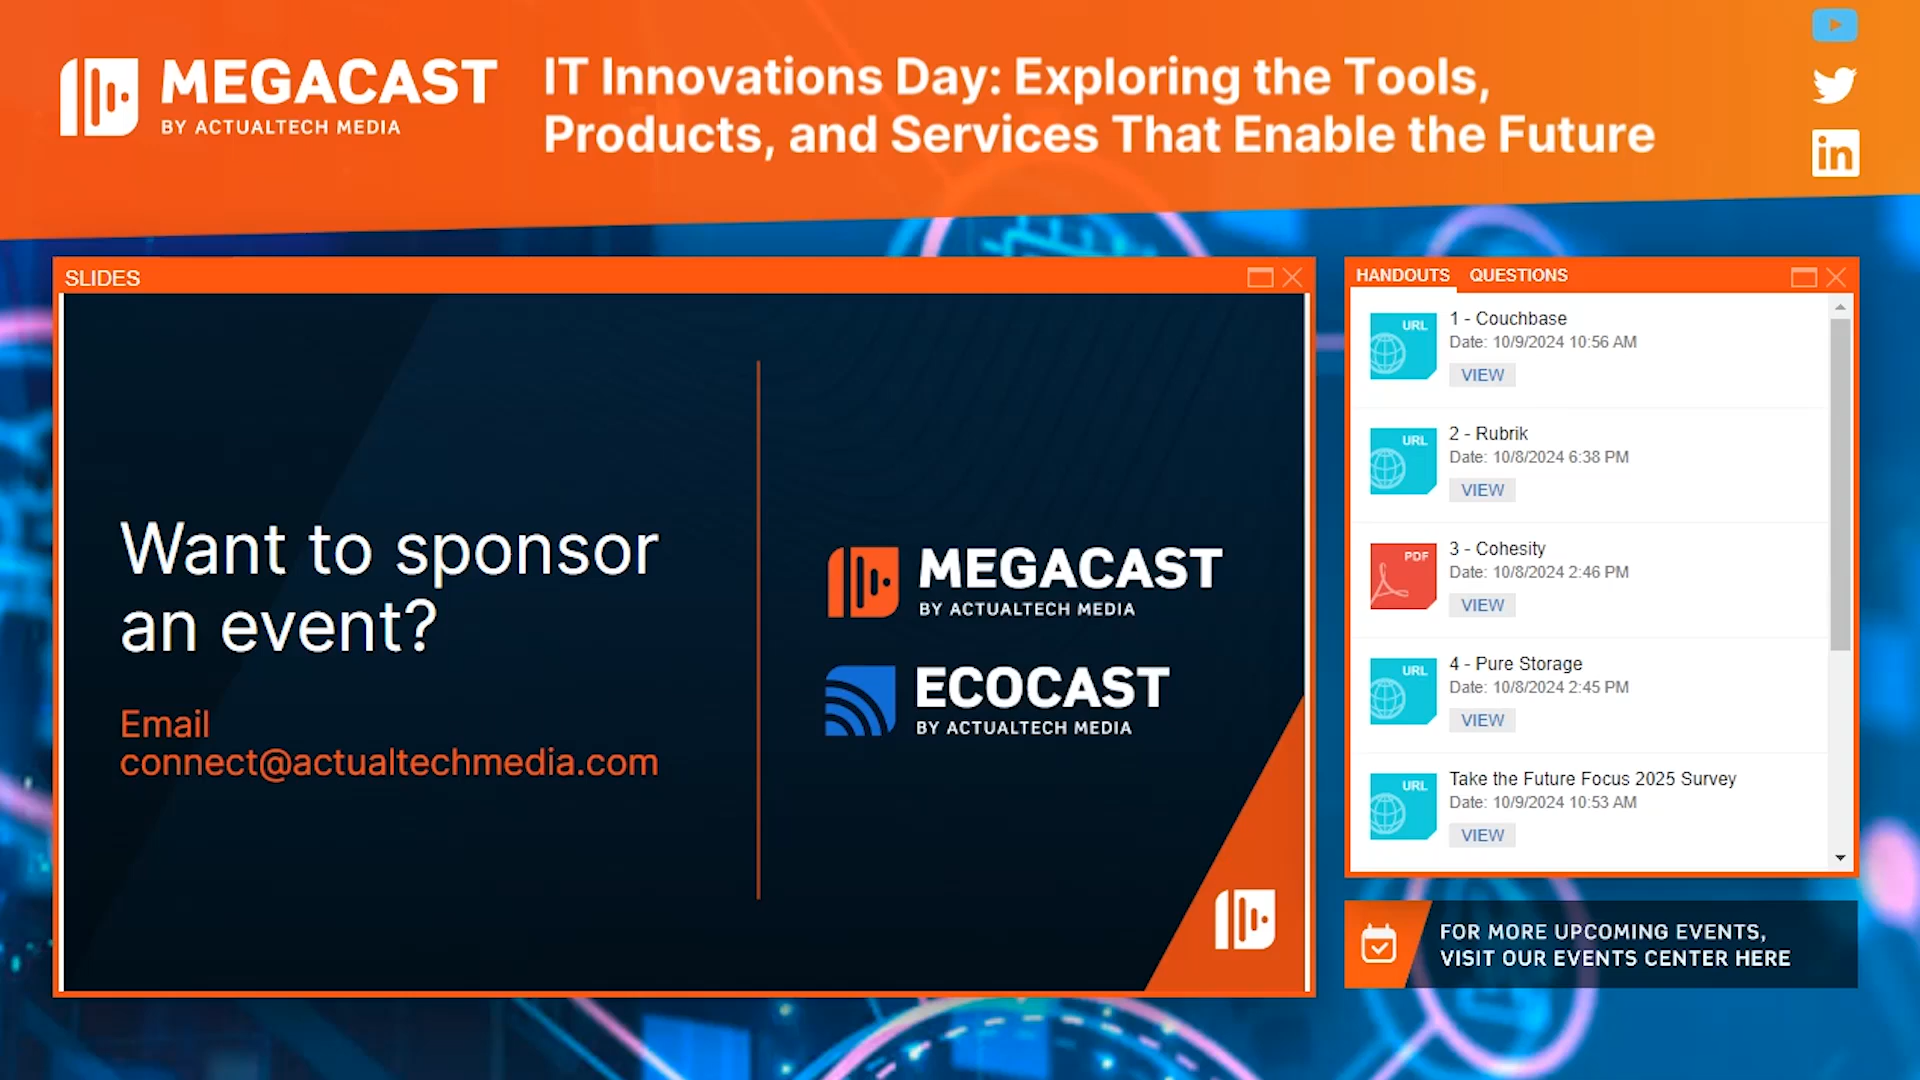 MEGACAST
BY ACTUALTECH MEDIA
IT Innovations Day: Exploring the Tools,
Products, and Services That Enable the Future
in
SLIDES
Want to sponsor
an event?
Email
connect@actualtechmedia.com
MEGACAST
BY ACTUALTECH MEDIA
ECOCAST
BY ACTUALTECH MEDIA
HANDOUTS QUESTIONS
URL
1 - Couchbase
Date: 10/9/2024 10:56 AM
VIEW
URL
2 - Rubrik
Date: 10/8/2024 6:38 PM
VIEW
PDF
3 - Cohesity
Date: 10/8/2024 2:46 PM
VIEW
URL
4 - Pure Storage
Date: 10/8/2024 2:45 PM
VIEW
URL
Take the Future Focus 2025 Survey
Date: 10/9/2024 10:53 AM
VIEW
FOR MORE UPCOMING EVENTS,
VISIT OUR EVENTS CENTER HERE